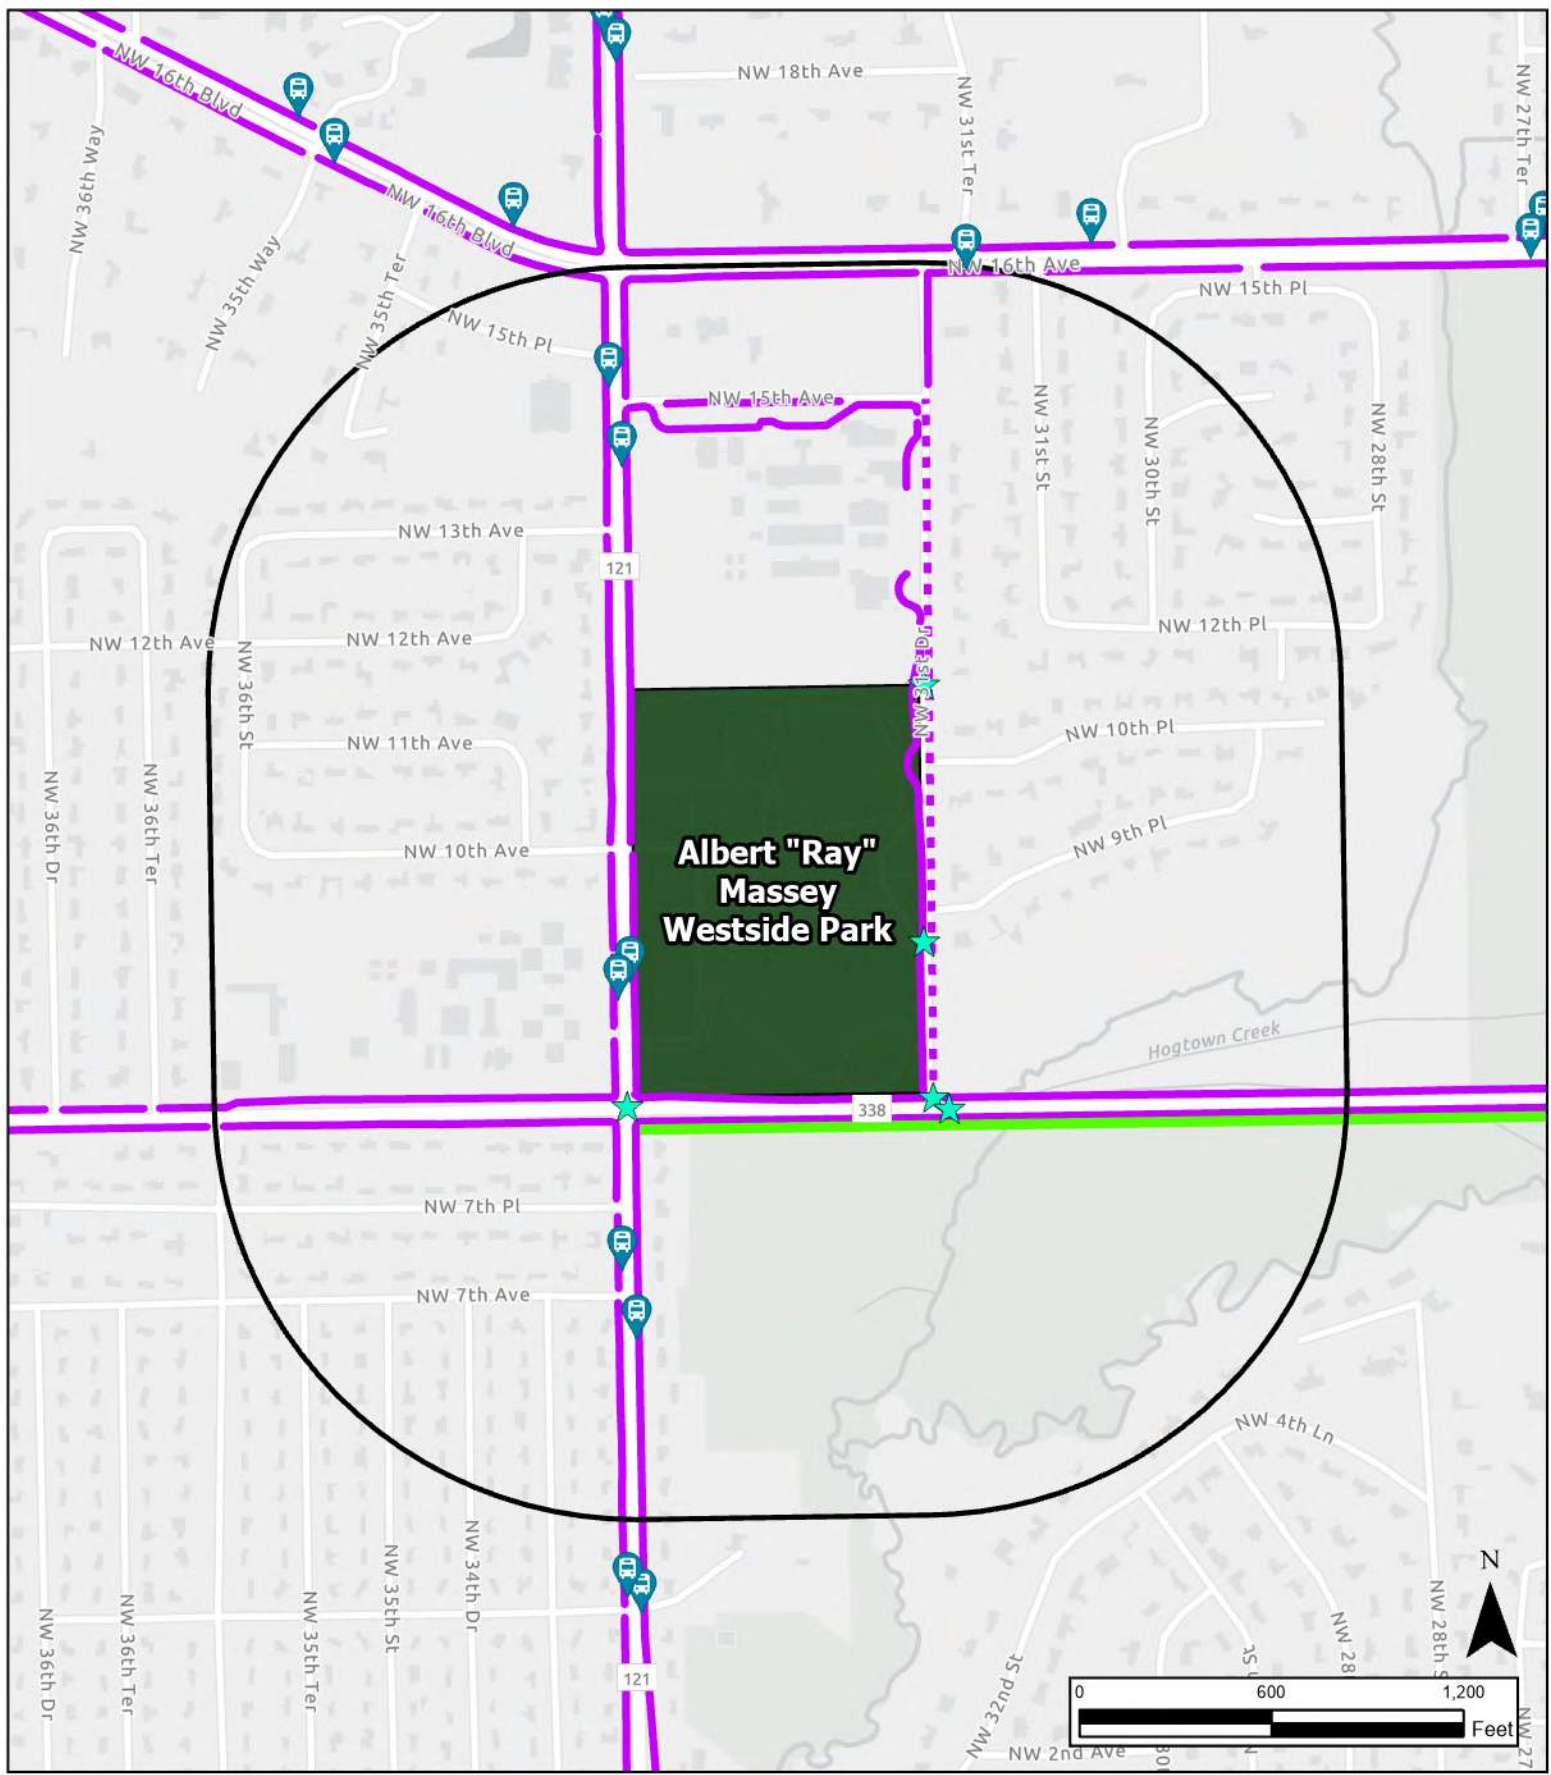 NW 16th Blvd
NW 18th Ave
NW 31st Ter
NW 27th Ter
NW 36th Way
NW 16th Blvd
NW 35th Way
NW 35th Ter
NW 16th Ave
NW 15th Pl
NW 15th Pl
NW 15th Ave
NW 31st St
NW 30th St
NW 28th St
NW 13th Ave
121
NW 12th Ave
NW 12th Ave
NW 12th Pl
NW 36th St
NW 31st Dr
NW 11th Ave
NW 10th Pl
NW 36th Dr
NW 36th Ter
NW 10th Ave
NW 9th Pl
Albert "Ray"
Massey
Westside Park
Hogtown Creek
338
NW 7th Pl
NW 7th Ave
NW 4th Ln
NW 36th Dr
NW 36th Ter
NW 35th Ter
NW 35th St
NW 34th Dr
121
NW 32nd St
NW 28
NW 28th S
NW 27
NW 2nd Ave
N
0 600 1,200
Feet